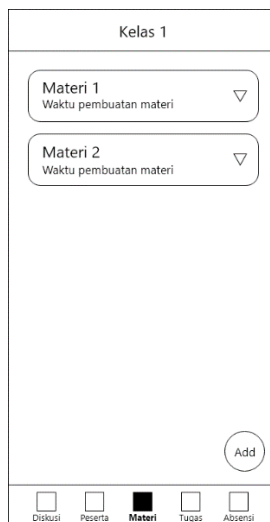 Kelas 1
Materi 1
Waktu pembuatan materi
Materi 2
Waktu pembuatan materi
Add
Diskusi Peserta Materi Tugas Absensi